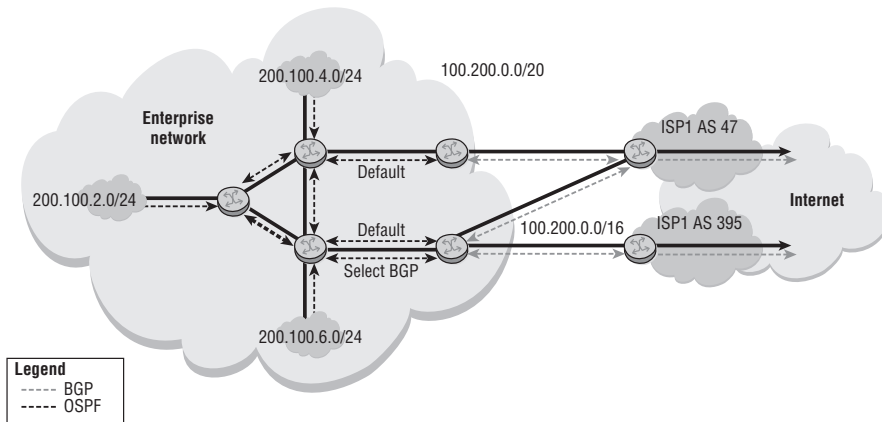 200.100.4.0/24
100.200.0.0/20
Enterprise
network
ISP1 AS 47
Default
200.100.2.0/24
Internet
Default
100.200.0.0/16
ISP1 AS 395
Select BGP
200.100.6.0/24
Legend
BGP
OSPF